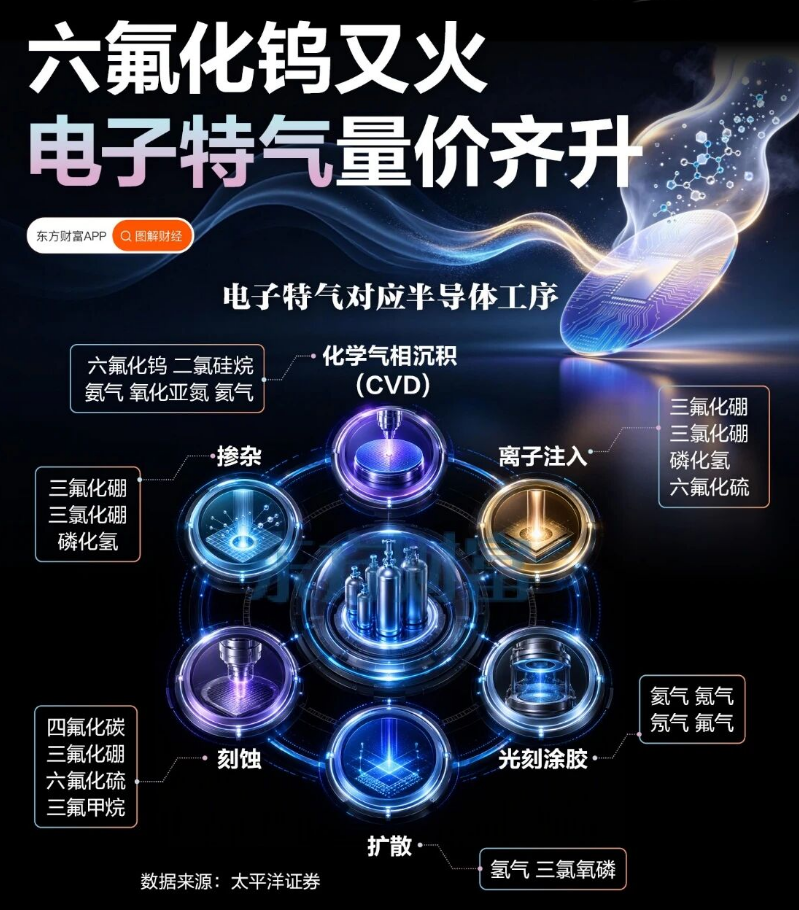 六氟化钨又火
电子特气量价齐升
东方财富APP 图解财经
电子特气对应半导体工序
化学气相沉积
（CVD）
六氟化钨 二氯硅烷
氨气 氧化亚氮 氦气
离子注入
三氟化硼
三氯化硼
磷化氢
六氟化硫
掺杂
三氟化硼
三氯化硼
磷化氢
东方财富
刻蚀
四氟化碳
三氟化硼
六氟化硫
三氟甲烷
光刻涂胶
氦气 氪气
氖气 氟气
扩散
氢气 三氯氧磷
数据来源：太平洋证券